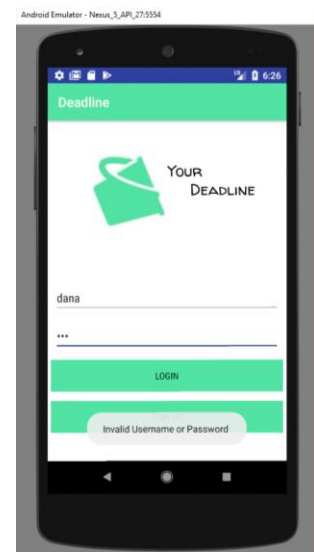 Android Emulator - Nexus_5_API_27:5554
6:26
Deadline
YOUR
DEADLINE
dana
•••
LOGIN
Invalid Username or Password